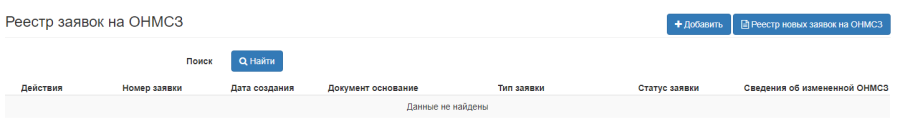 Реестр заявок на ОНМСЗ
Добавить
Реестр новых заявок на ОНМСЗ
Поиск Найти
Действия Номер заявки Дата создания Документ основание Тип заявки Статус заявки Сведения об измененной ОНМСЗ
Данные не найдены